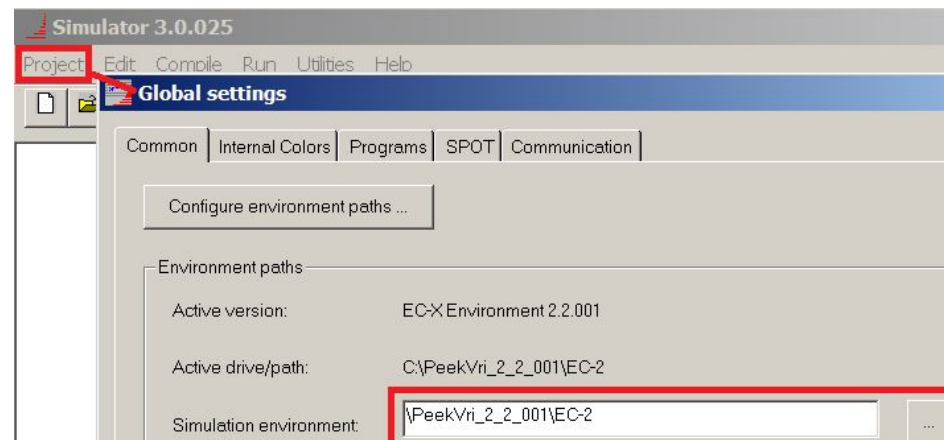 Simulator 3.0.025
Project Edit Compile Run Utilities Help
Global settings
Common Internal Colors Programs SPOT Communication
Configure environment paths ...
Environment paths
Active version: EC-X Environment 2.2.001
Active drive/path: C:\PeekVri_2_2_001\EC-2
Simulation environment: \PeekVri_2_2_001\EC-2 ...